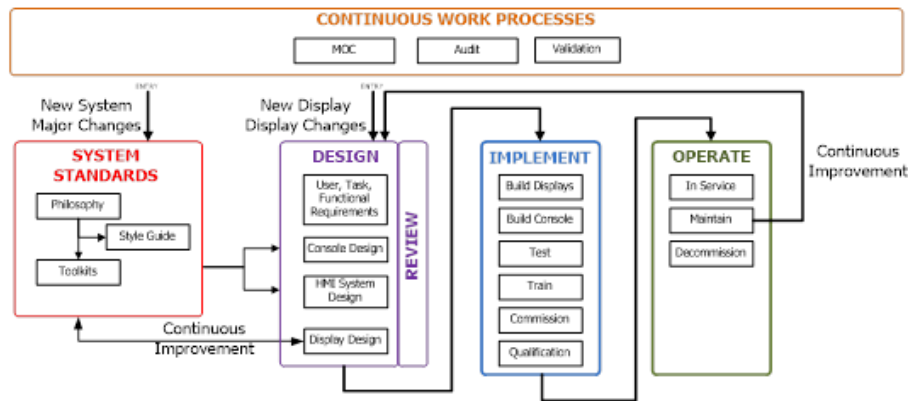 CONTINUOUS WORK PROCESSES
MOC
Audit
Validation
ENTRY
New System
Major Changes
ENTRY
New Display
Display Changes
SYSTEM
STANDARDS
Philosophy
Style Guide
Toolkits
DESIGN
User, Task,
Functional
Requirements
Console Design
HMI System
Design
Display Design
REVIEW
Continuous
Improvement
IMPLEMENT
Build Displays
Build Console
Test
Train
Commission
Qualification
OPERATE
In Service
Maintain
Decommission
Continuous
Improvement